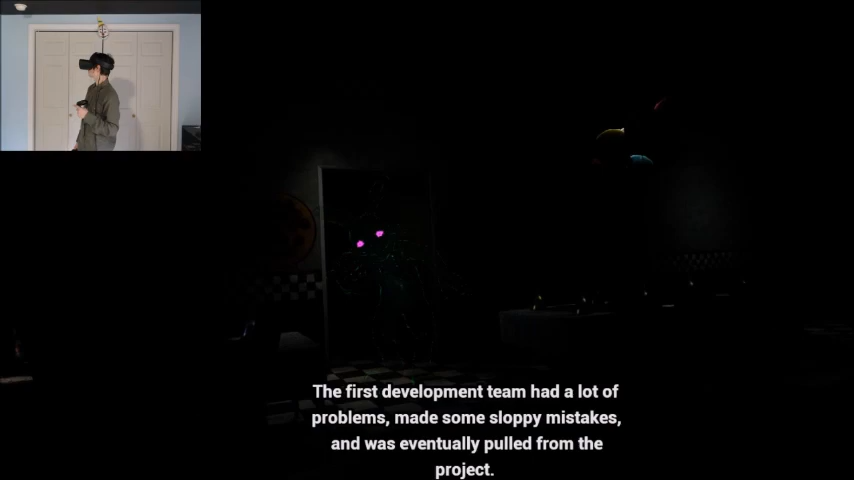 The first development team had a lot of
problems, made some sloppy mistakes,
and was eventually pulled from the
project.